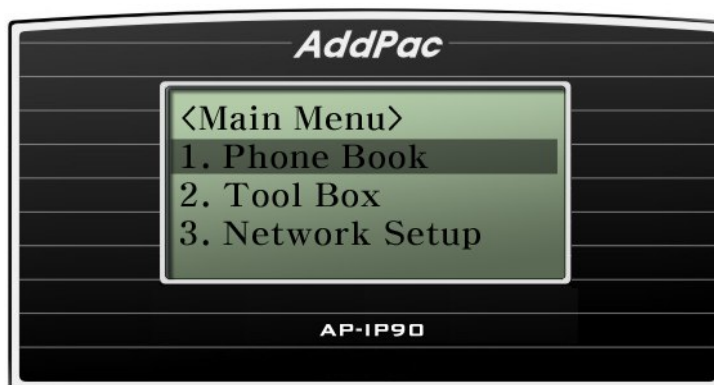 AddPac
<Main Menu>
1. Phone Book
2. Tool Box
3. Network Setup
AP-IP90